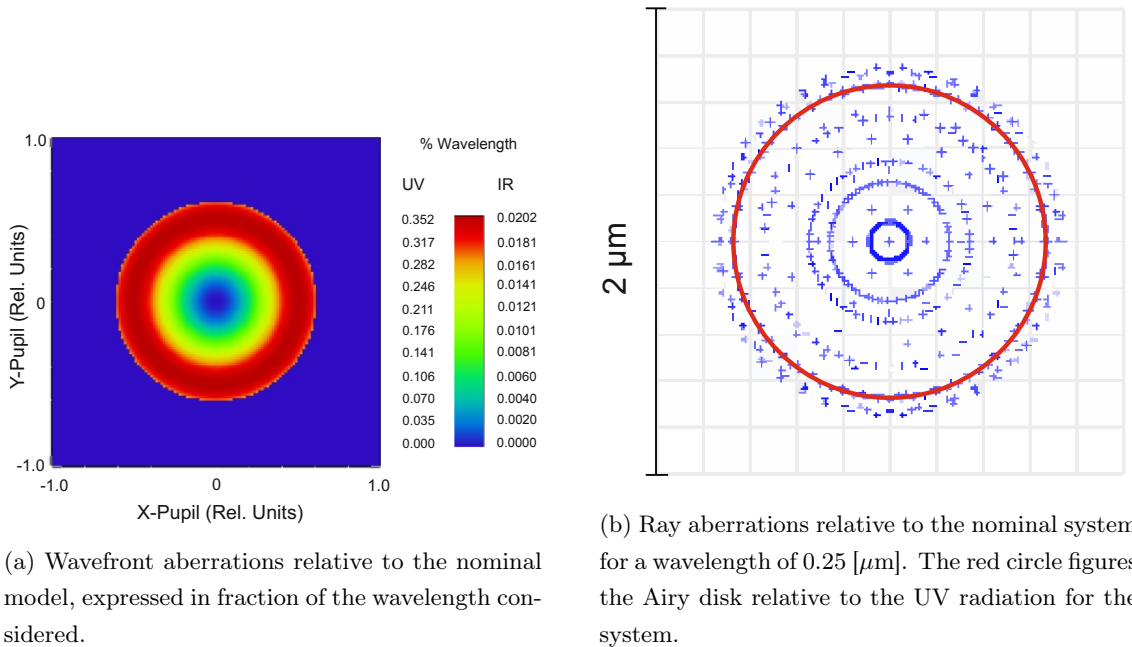 1.0
0
-1.0
Y-Pupil (Rel. Units)
-1.0 0 1.0
X-Pupil (Rel. Units)
% Wavelength
UV IR
0.352 0.0202
0.317 0.0181
0.282 0.0161
0.246 0.0141
0.211 0.0121
0.176 0.0101
0.141 0.0081
0.106 0.0060
0.070 0.0040
0.035 0.0020
0.000 0.0000
(a) Wavefront aberrations relative to the nominal
model, expressed in fraction of the wavelength con-
sidered.
2 µm
(b) Ray aberrations relative to the nominal system
for a wavelength of 0.25 [µm]. The red circle figures
the Airy disk relative to the UV radiation for the
system.